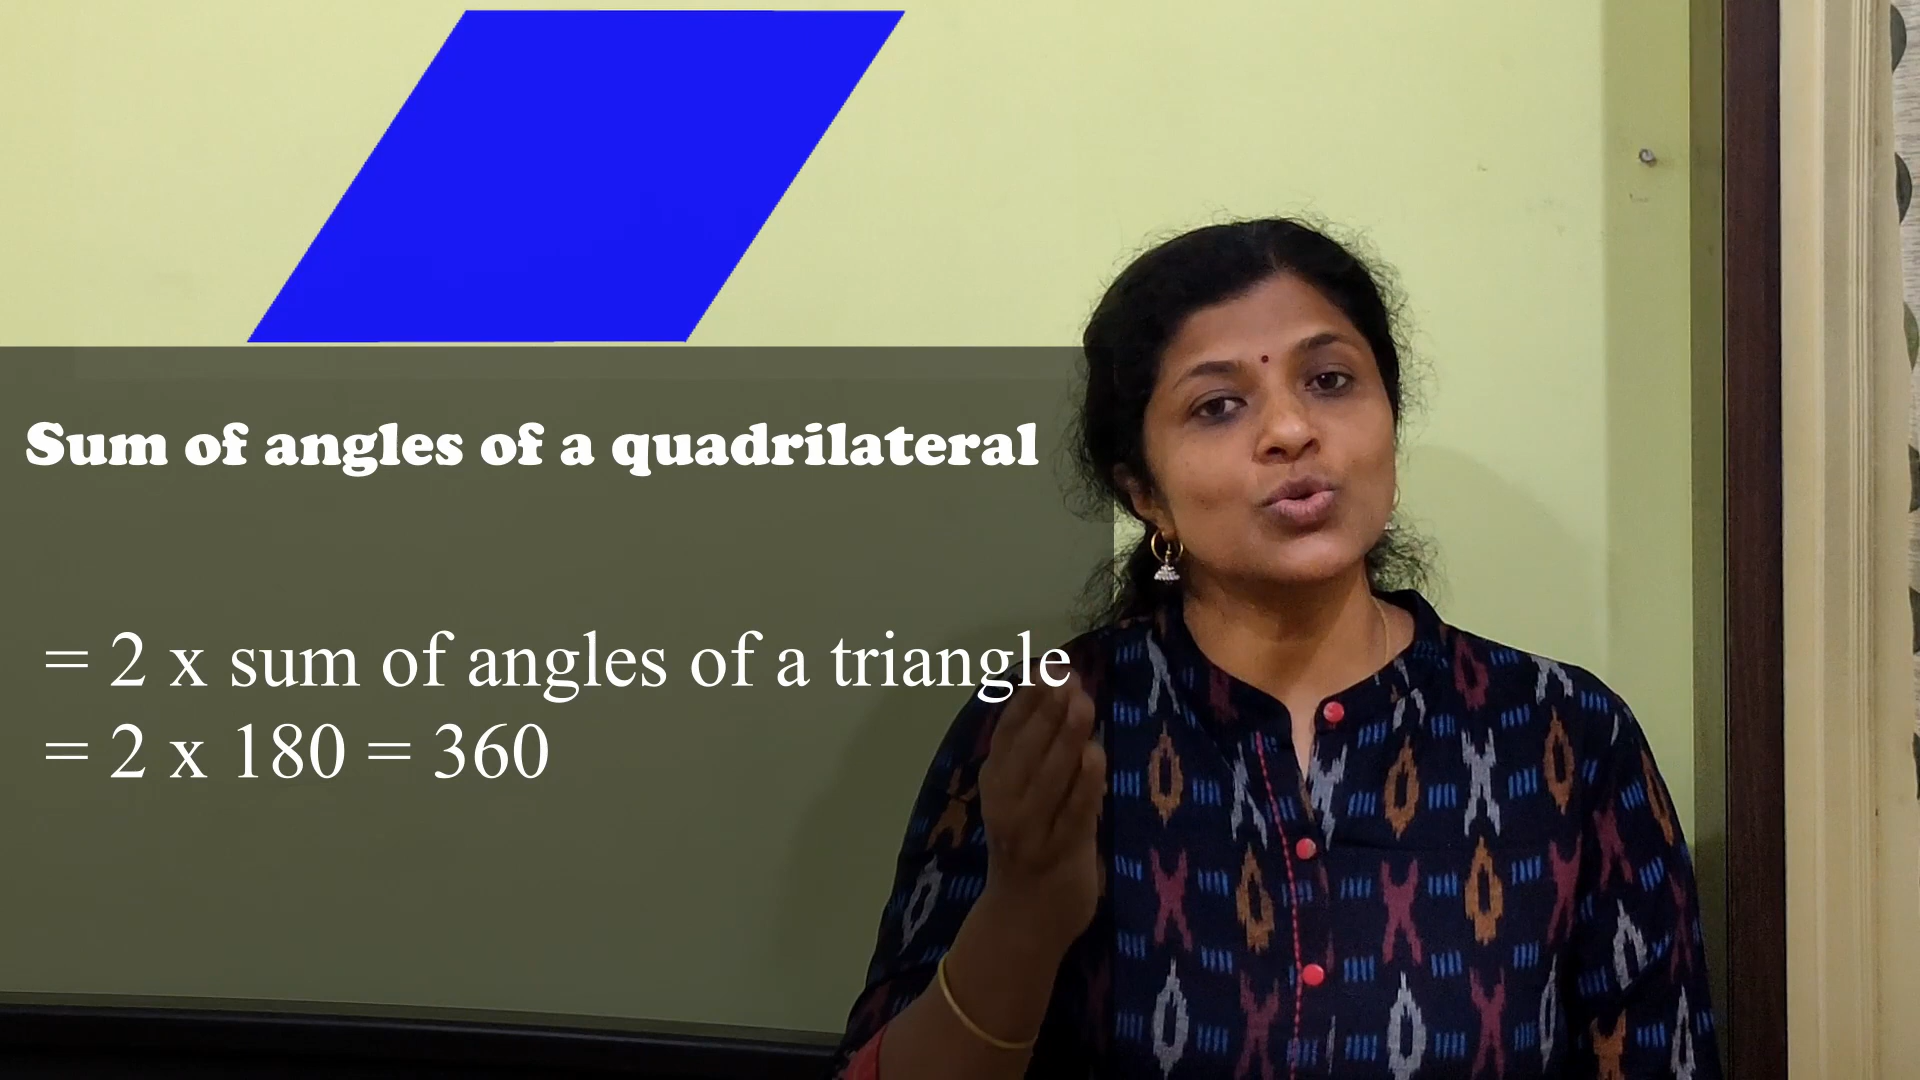 Sum of angles of a quadrilateral
= 2 x sum of angles of a triangle
= 2 x 180 = 360